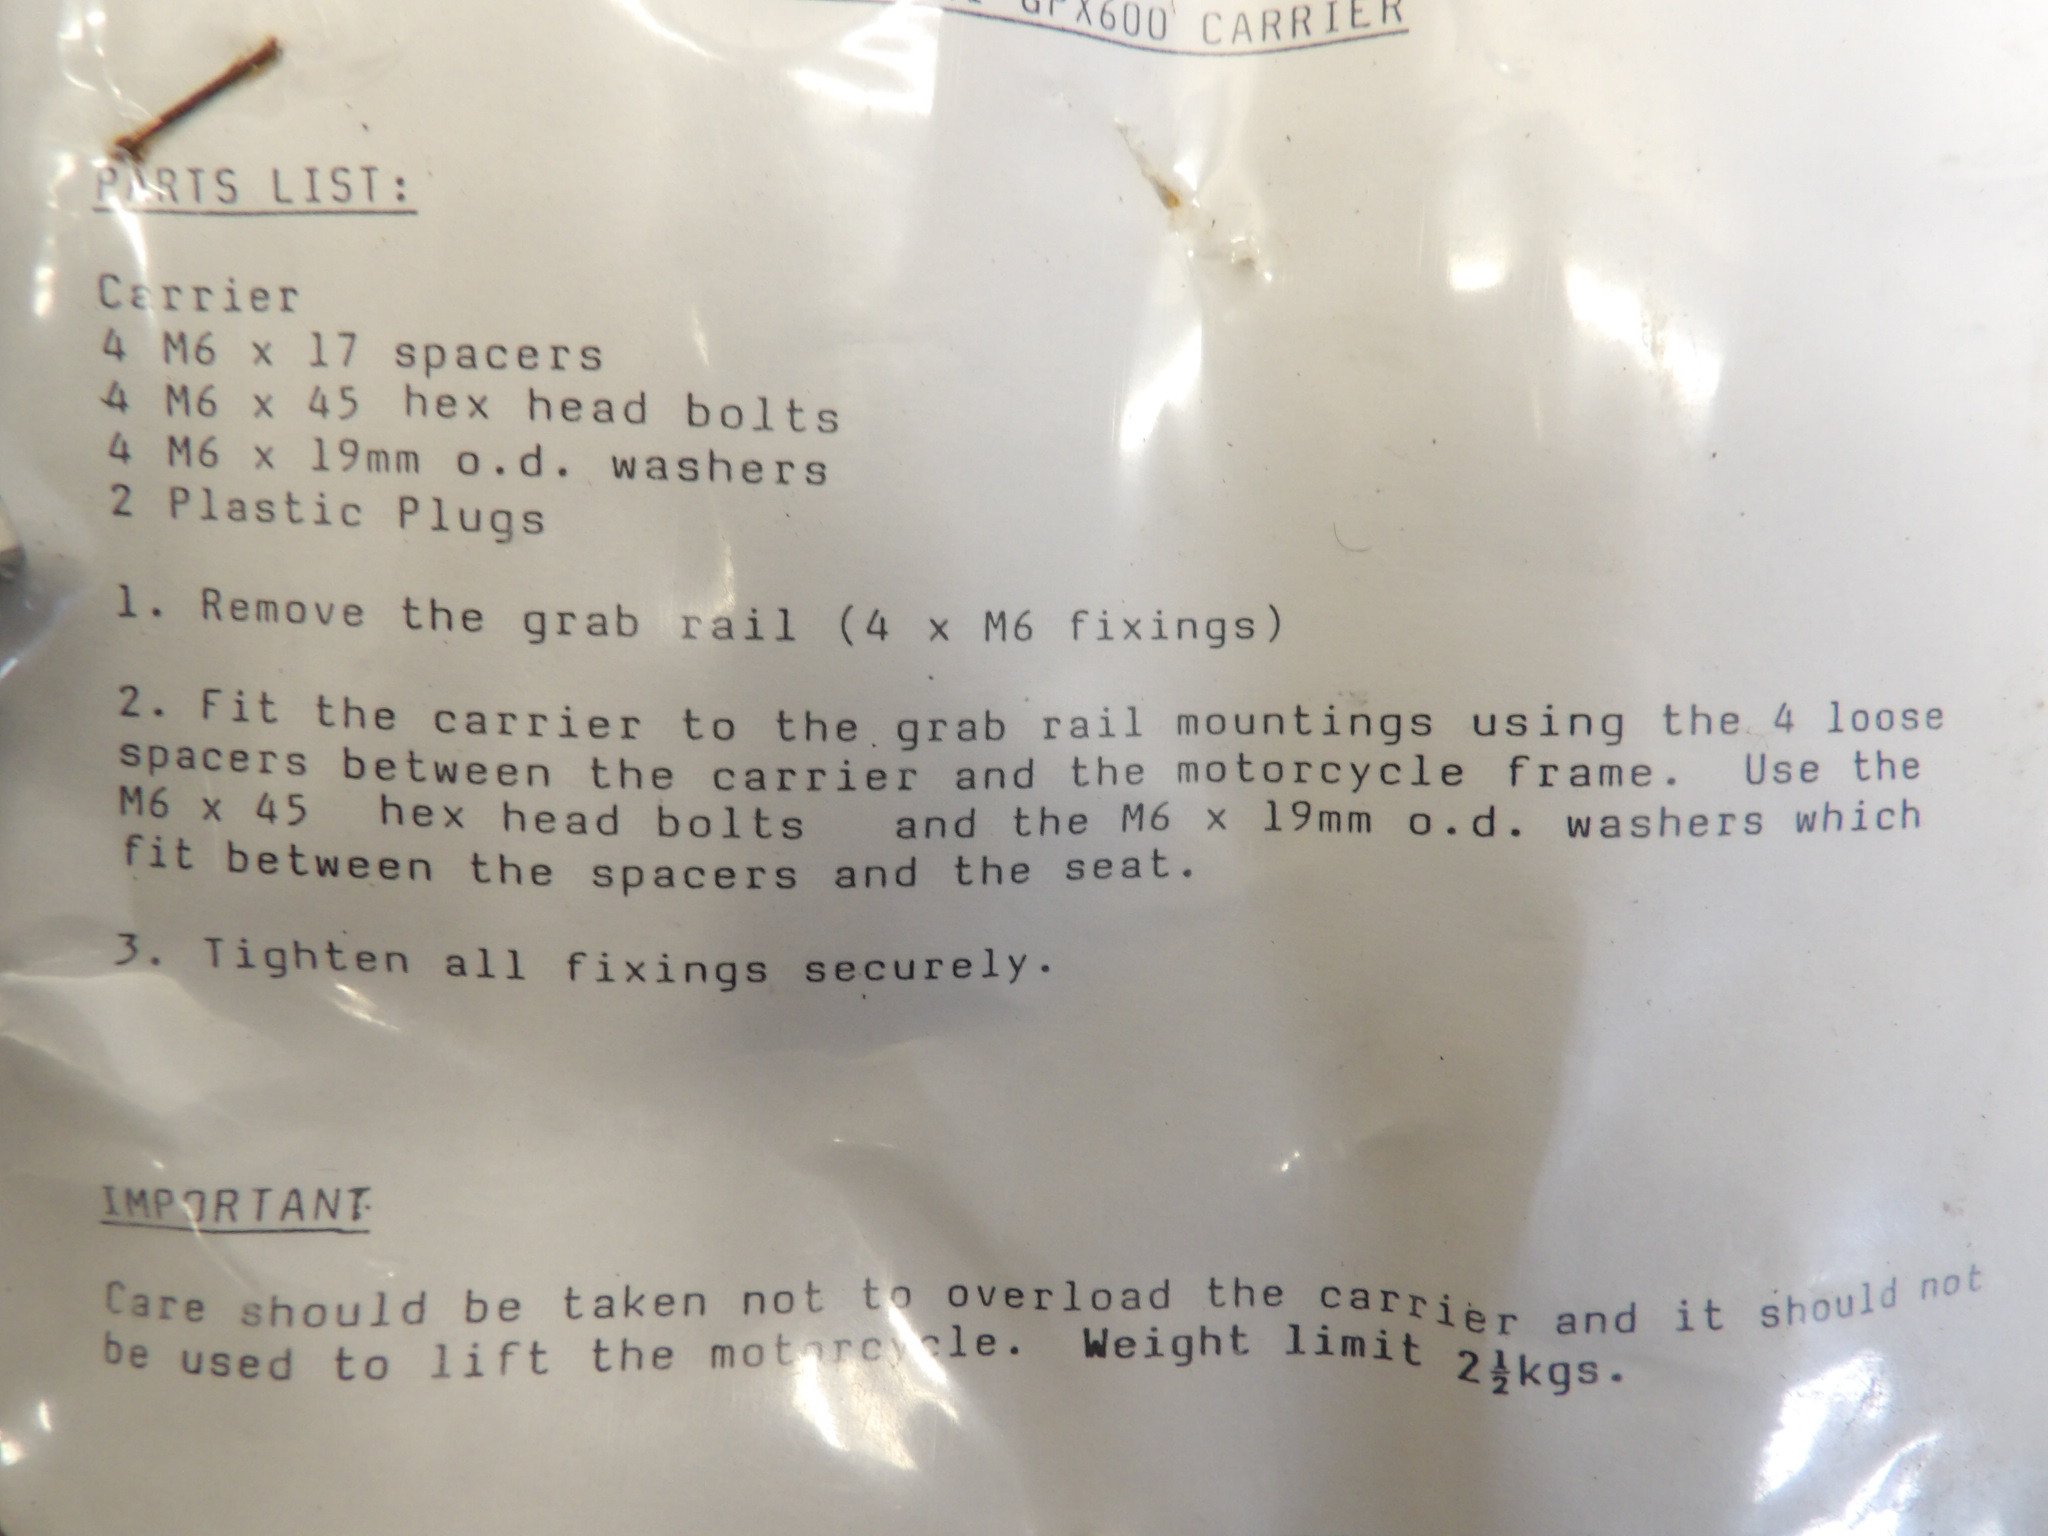 GPX600 CARRIER
PARTS LIST:
Carrier
4 M6 x 17 spacers
4 M6 x 45 hex head bolts
4 M6 x 19mm o.d. washers
2 Plastic Plugs
1. Remove the grab rail (4 x M6 fixings)
2. Fit the carrier to the grab rail mountings using the 4 loose
spacers between the carrier and the motorcycle frame. Use the
M6 x 45 hex head bolts and the M6 x 19mm o.d. washers which
fit between the spacers and the seat.
3. Tighten all fixings securely.
IMPORTANT
Care should be taken not to overload the carrier and it should not
be used to lift the motorcycle. Weight limit 2½kgs.